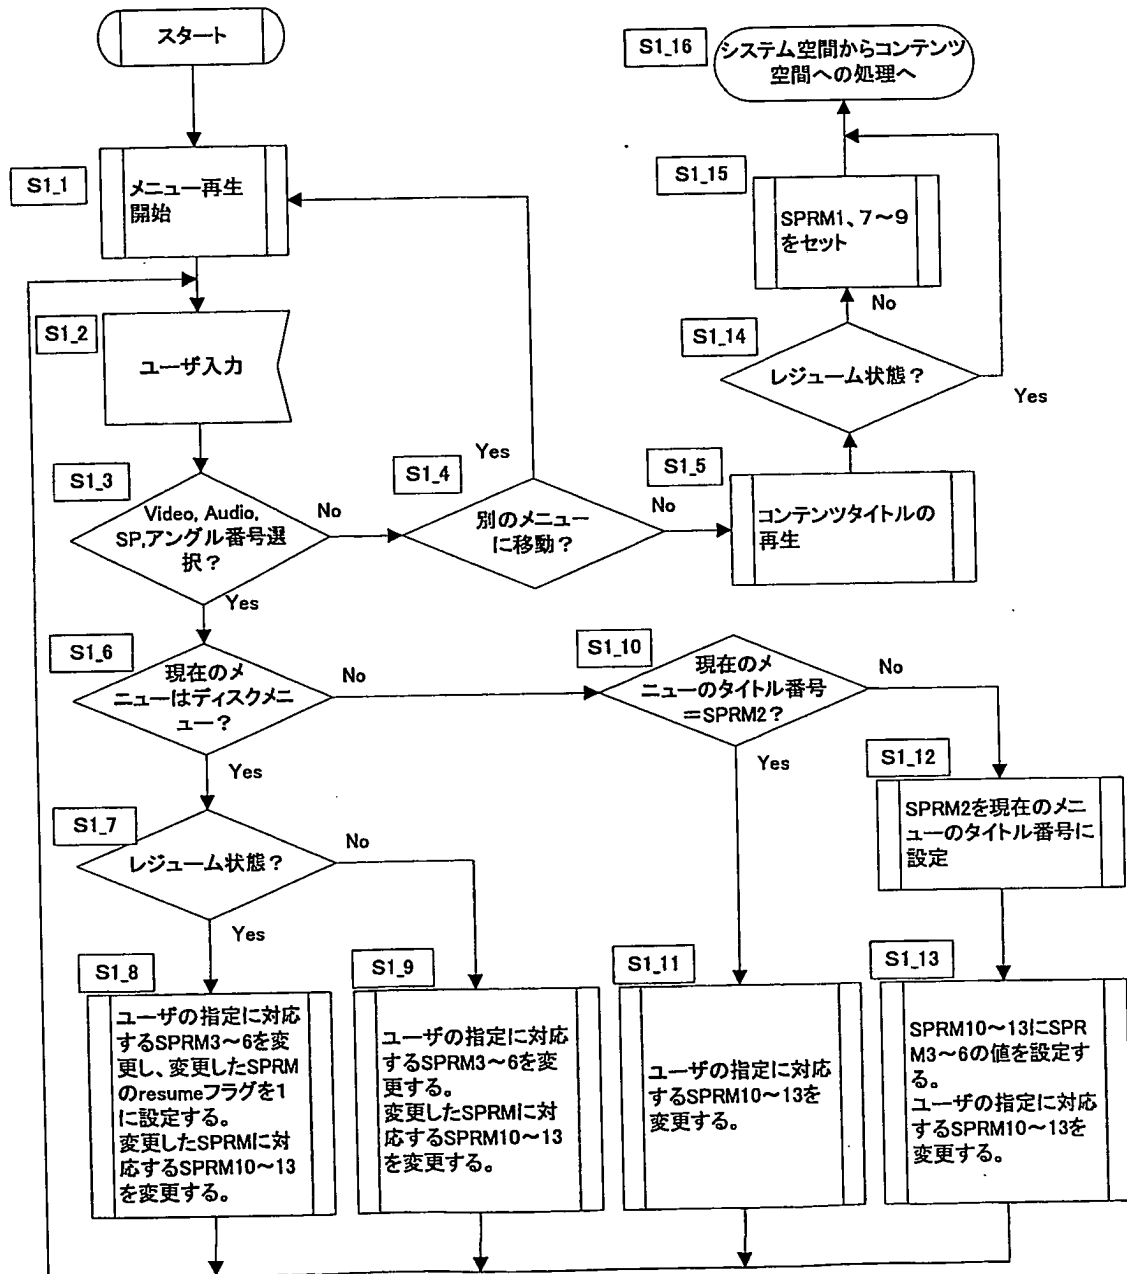 スタート
S1_16
システム空間からコンテンツ
空間への処理へ
S1_1
メニュー再生
開始
S1_15
SPRM1、7～9
をセット
No
S1_2
ユーザ入力
S1_14
レジューム状態？
Yes
S1_3
Video, Audio,
SP,アングル番号選
択？
No
Yes
S1_4
別のメニュー
に移動？
Yes
No
S1_5
コンテンツタイトルの
再生
S1_6
現在のメ
ニューはディスクメニ
ュー？
No
Yes
S1_10
現在のメ
ニューのタイトル番号
＝SPRM2？
No
Yes
S1_12
SPRM2を現在のメニ
ューのタイトル番号に
設定
S1_7
レジューム状態？
No
Yes
S1_8
ユーザの指定に対応
するSPRM3～6を変
更し、変更したSPRM
のresumeフラグを1
に設定する。
変更したSPRMに対
応するSPRM10～13
を変更する。
S1_9
ユーザの指定に対応
するSPRM3～6を変
更する。
変更したSPRMに対
応するSPRM10～13
を変更する。
S1_11
ユーザの指定に対応
するSPRM10～13を
変更する。
S1_13
SPRM10～13にSPR
M3～6の値を設定す
る。
ユーザの指定に対応
するSPRM10～13を変
更する。